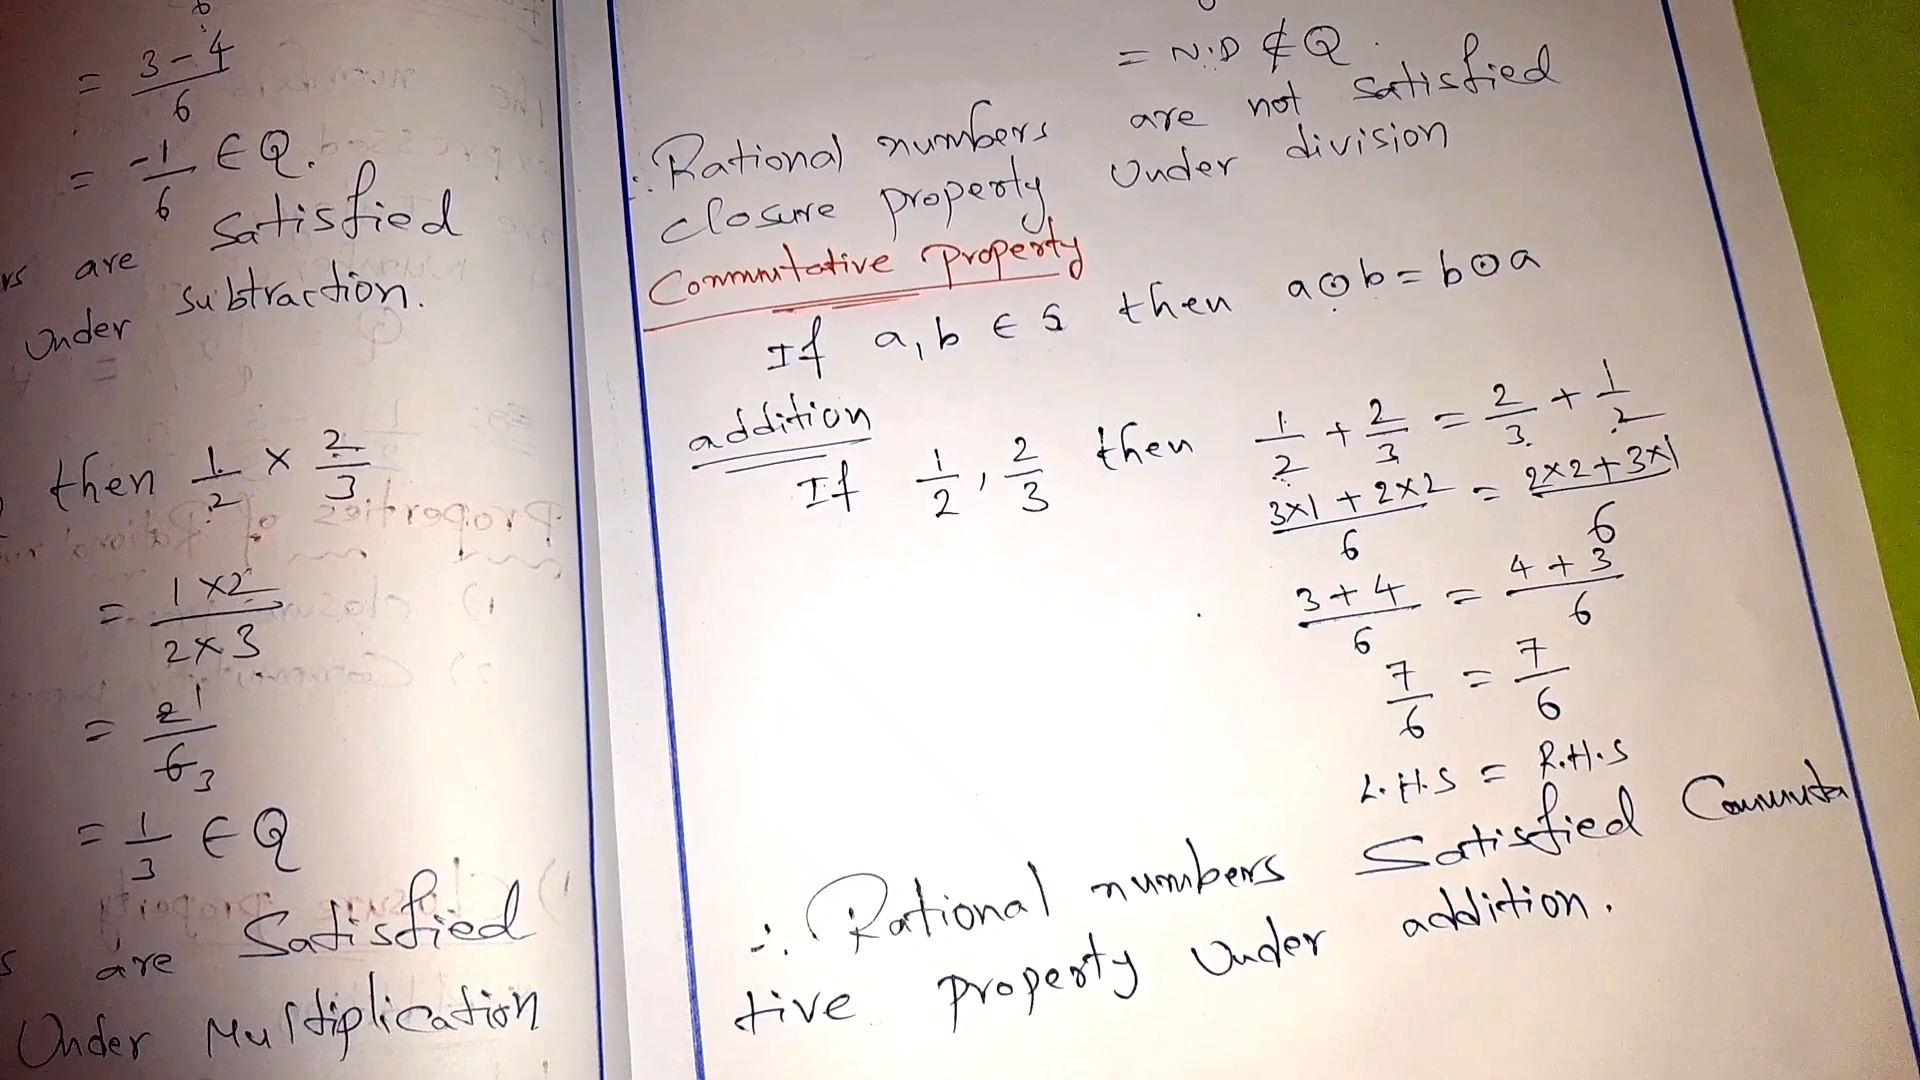 = 3 - 4 / 6
= -1/6 ∈ Q.
are satisfied
under subtraction.
then 1/2 × 2/3
= 1×2 / 2×3
= 2 1 / 6 3
= 1/3 ∈ Q
are Satisfied
Under Multiplication
= N.D ∉ Q.
∴ Rational numbers are not satisfied
closure property under division
Commutative Property
If a, b ∈ S then a⊙b = b⊙a
addition
If 1/2, 2/3 then 1/2 + 2/3 = 2/3 + 1/2
3×1 + 2×2 / 6 = 2×2 + 3×1 / 6
3 + 4 / 6 = 4 + 3 / 6
7/6 = 7/6
L.H.S = R.H.S
∴ Rational numbers Satisfied Commuta
tive property under addition.